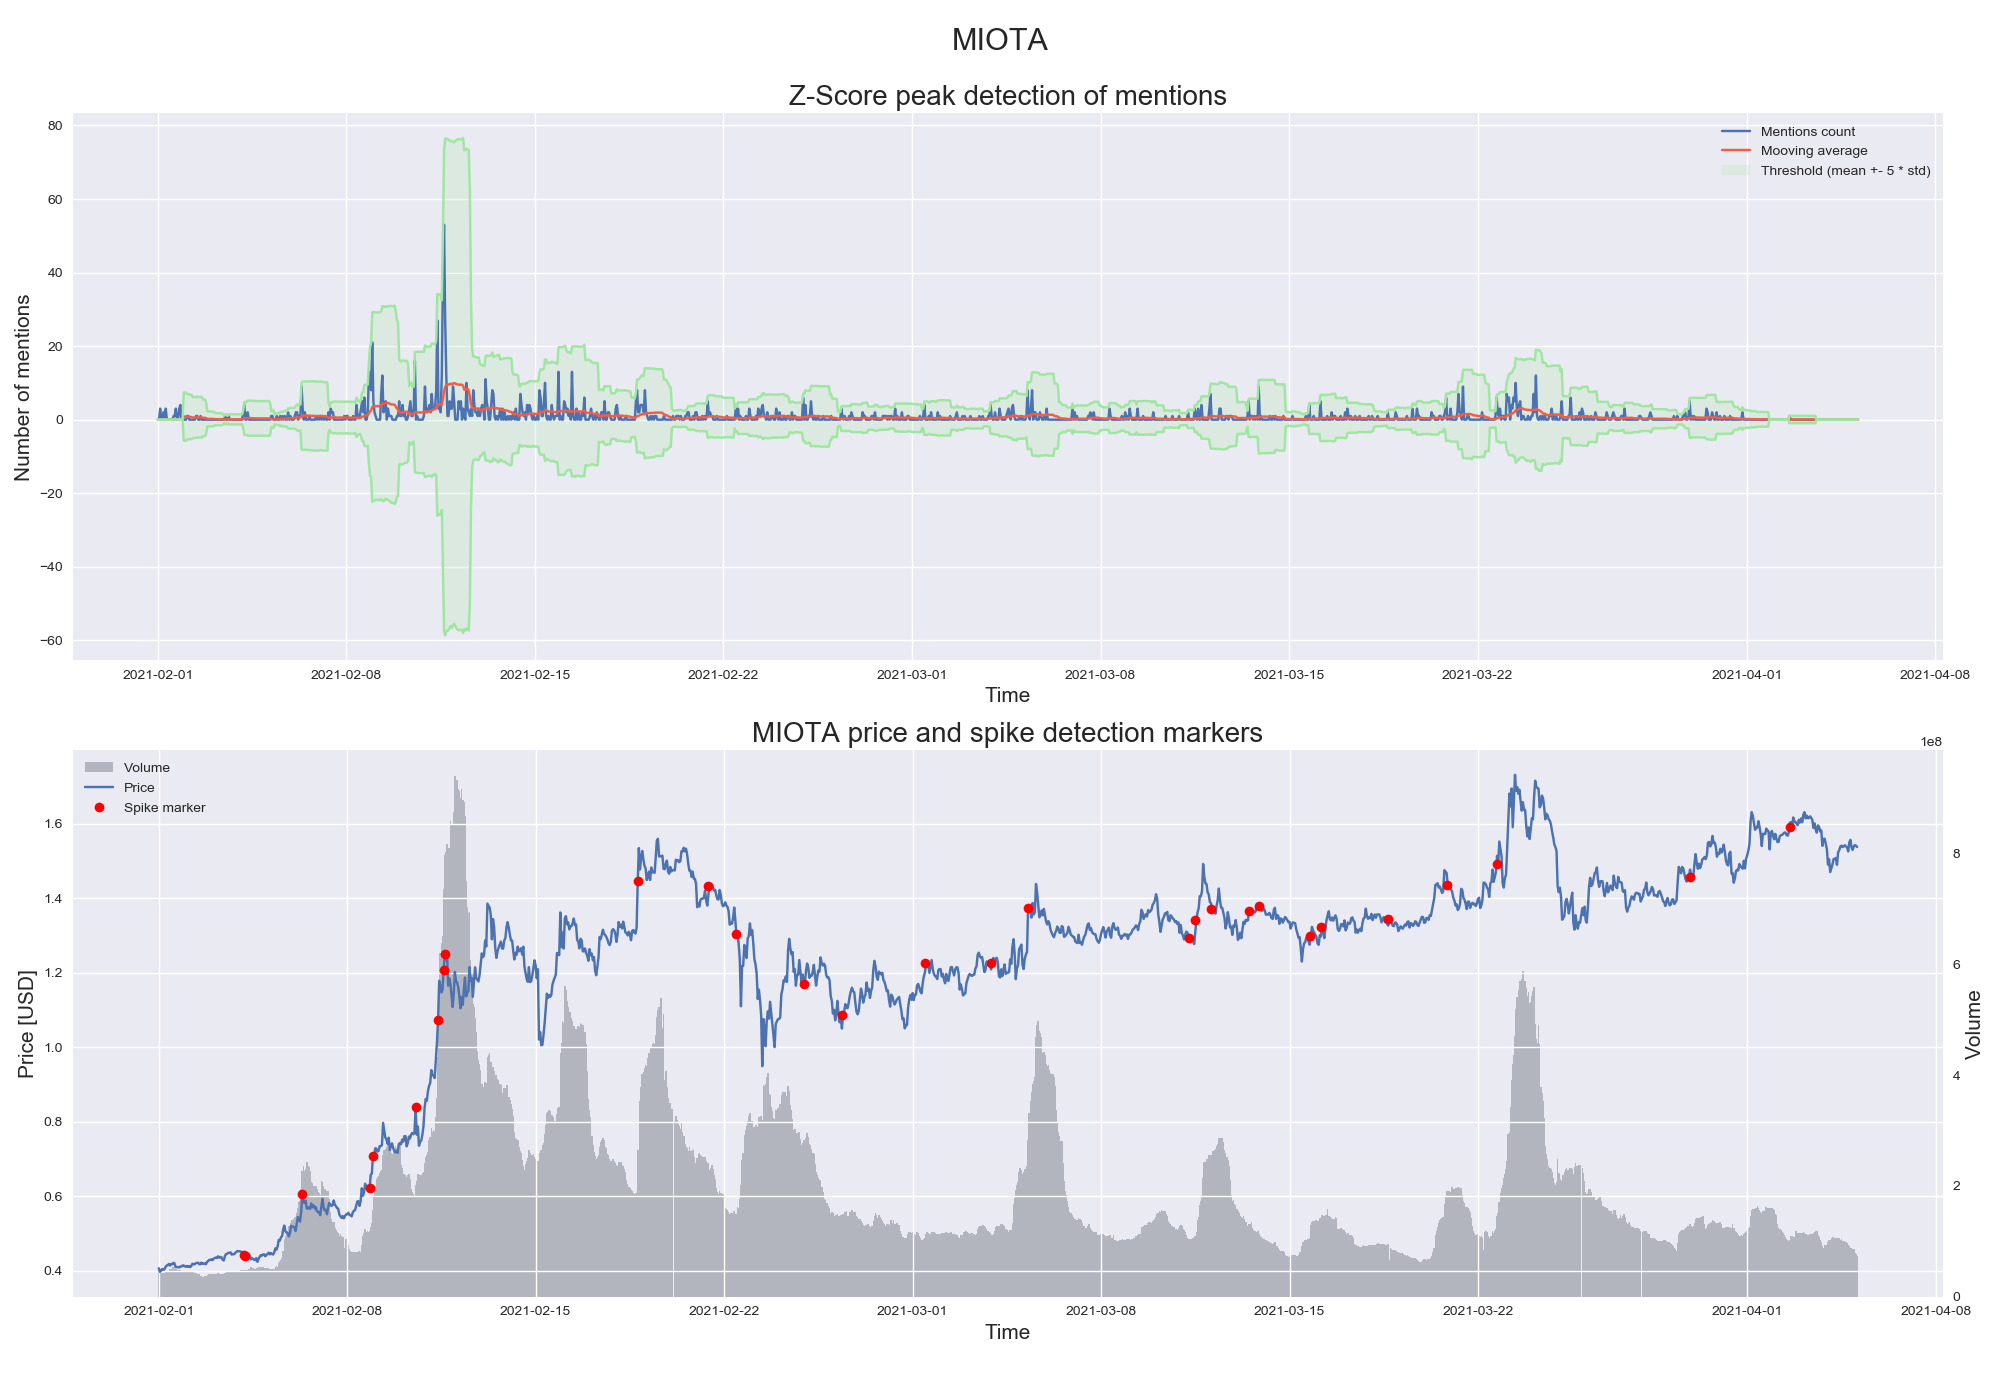 MIOTA
Z-Score peak detection of mentions
80
60
40
20
0
−20
−40
−60
Number of mentions
Mentions count
Mooving average
Threshold (mean +- 5 * std)
2021-02-01 2021-02-08 2021-02-15 2021-02-22 2021-03-01 2021-03-08 2021-03-15 2021-03-22 2021-04-01 2021-04-08
Time
MIOTA price and spike detection markers
1e8
Volume
Price
Spike marker
1.6
1.4
1.2
1.0
0.8
0.6
0.4
Price [USD]
8
6
4
2
0
Volume
2021-02-01 2021-02-08 2021-02-15 2021-02-22 2021-03-01 2021-03-08 2021-03-15 2021-03-22 2021-04-01 2021-04-08
Time